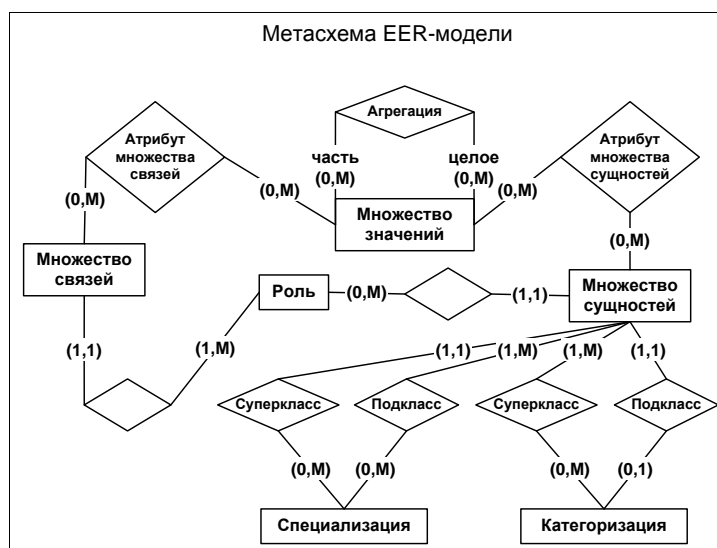 Метасхема EER-модели
Агрегация
Атрибут
множества
связей
Атрибут
множества
сущностей
часть
(0,M)
целое
(0,M)
(0,M)
(0,M)
(0,M)
(0,M)
Множество
значений
Множество
связей
Роль
(0,M)
(1,1)
Множество
сущностей
(1,1)
(1,M)
(1,1)
(1,M)
(1,M)
(1,1)
Суперкласс
Подкласс
Суперкласс
Подкласс
(0,M)
(0,M)
(0,M)
(0,1)
Специализация
Категоризация